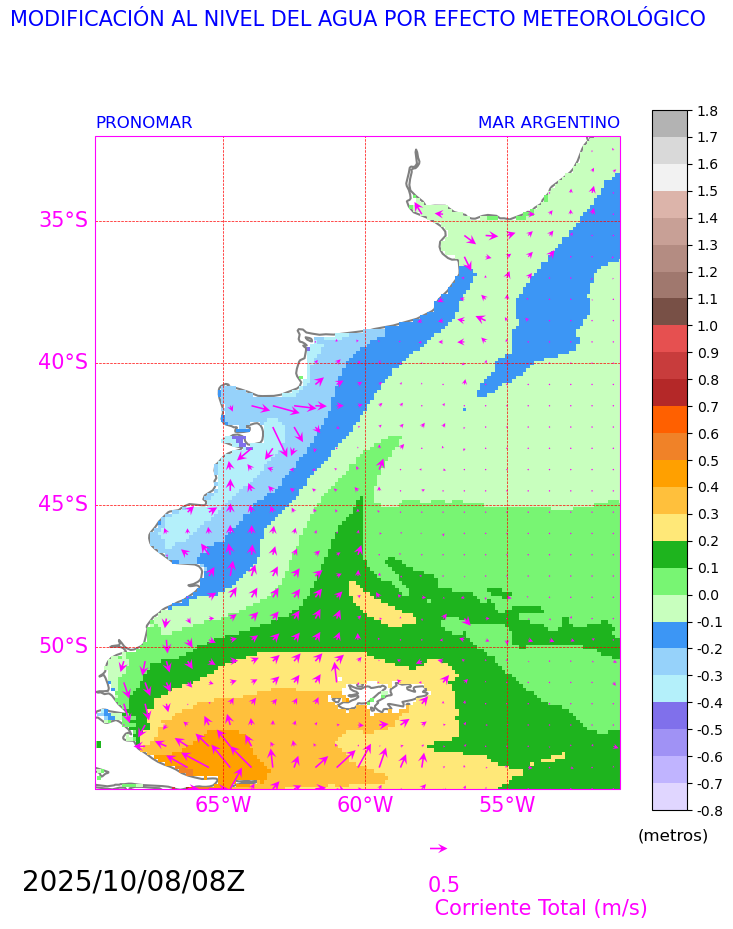 MODIFICACIÓN AL NIVEL DEL AGUA POR EFECTO METEOROLÓGICO
PRONOMAR
MAR ARGENTINO
35°S
40°S
45°S
50°S
65°W
60°W
55°W
1.8
1.7
1.6
1.5
1.4
1.3
1.2
1.1
1.0
0.9
0.8
0.7
0.6
0.5
0.4
0.3
0.2
0.1
0.0
-0.1
-0.2
-0.3
-0.4
-0.5
-0.6
-0.7
-0.8
(metros)
2025/10/08/08Z
0.5
Corriente Total (m/s)